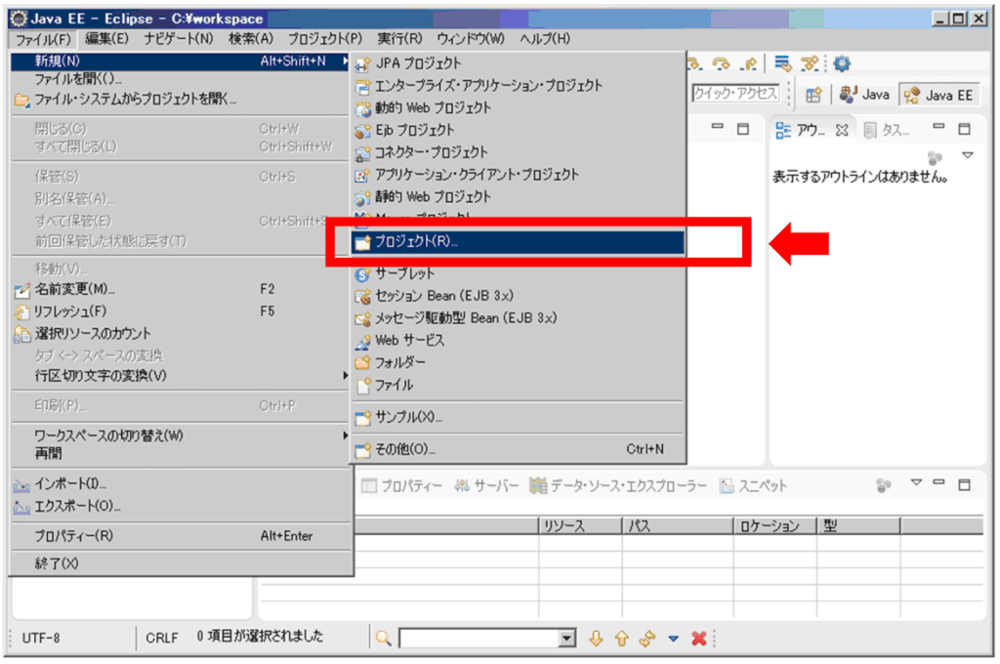 Java EE - Eclipse - C:¥workspace
ファイル(F) 編集(E) ナビゲート(N) 検索(A) プロジェクト(P) 実行(R) ウィンドウ(W) ヘルプ(H)
新規(N) Alt+Shift+N
ファイルを開く(.)...
ファイル・システムからプロジェクトを開く...
閉じる(C) Ctrl+W
すべて閉じる(L) Ctrl+Shift+W
保管(S) Ctrl+S
別名保管(A)...
すべて保管(E) Ctrl+Shift+S
前回保管した状態に戻す(T)
移動(V)...
名前変更(M)... F2
リフレッシュ(F) F5
選択リソースのカウント
タブ <-> スペースの変換
行区切り文字の変換(V)
印刷(P)... Ctrl+P
ワークスペースの切り替え(W)
再開
インポート(I)...
エクスポート(O)...
プロパティー(R) Alt+Enter
終了(X)
JPA プロジェクト
エンタープライズ・アプリケーション・プロジェクト
動的 Web プロジェクト
Ejb プロジェクト
コネクター・プロジェクト
アプリケーション・クライアント・プロジェクト
静的 Web プロジェクト
Maven プロジェクト
プロジェクト(R)...
サーブレット
セッション Bean (EJB 3.x)
メッセージ駆動型 Bean (EJB 3.x)
Web サービス
フォルダー
ファイル
サンプル(X)...
その他(O)... Ctrl+N
クイック・アクセス Java Java EE
アウ... タス...
表示するアウトラインはありません。
プロパティー サーバー データ・ソース・エクスプローラー スニペット
リソース パス ロケーション 型
UTF-8 CRLF 0 項目が選択されました